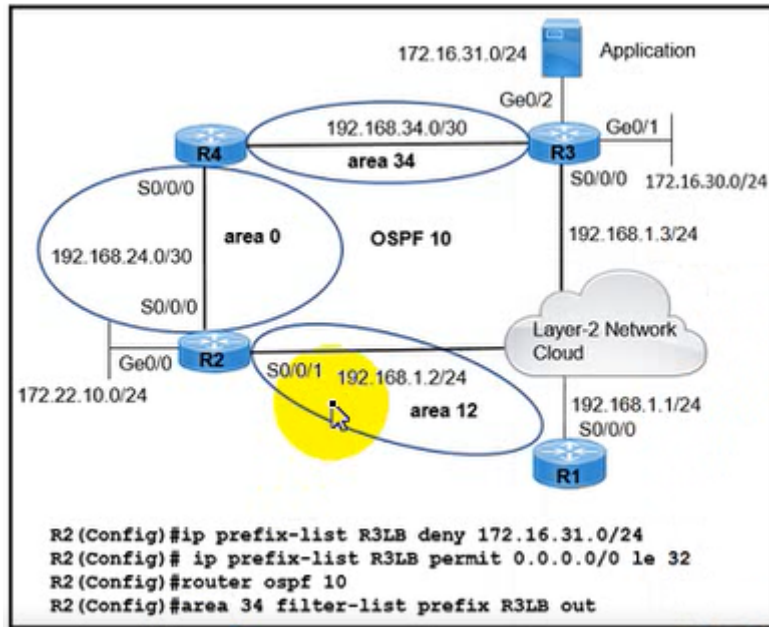 172.16.31.0/24
Application
Ge0/2
192.168.34.0/30
Ge0/1
R4
R3
area 34
S0/0/0
S0/0/0
172.16.30.0/24
area 0
OSPF 10
192.168.24.0/30
192.168.1.3/24
S0/0/0
Layer-2 Network
Cloud
R2
Ge0/0
S0/0/1
192.168.1.2/24
172.22.10.0/24
area 12
192.168.1.1/24
S0/0/0
R1
R2(Config)#ip prefix-list R3LB deny 172.16.31.0/24
R2(Config)# ip prefix-list R3LB permit 0.0.0.0/0 le 32
R2(Config)#router ospf 10
R2(Config)#area 34 filter-list prefix R3LB out